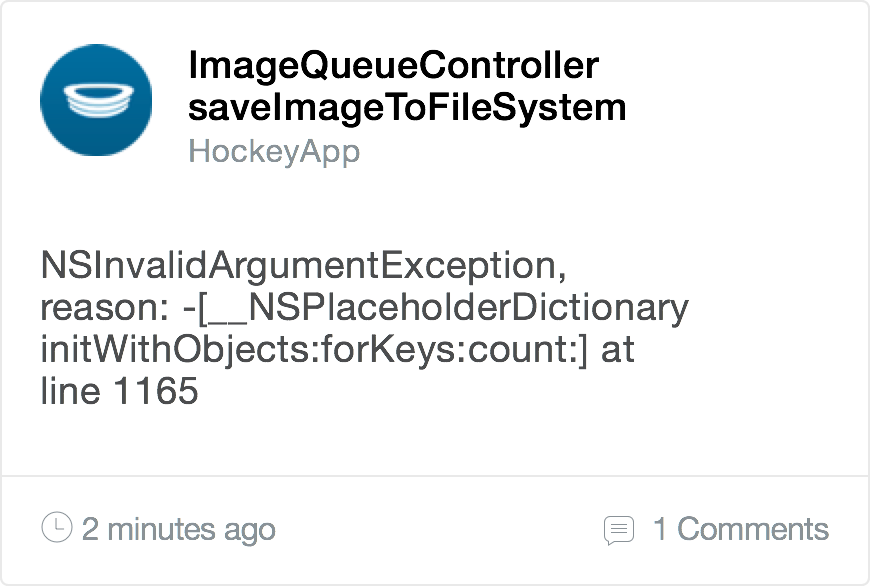 ImageQueueController
saveImageToFileSystem
HockeyApp
NSInvalidArgumentException,
reason: -[__NSPlaceholderDictionary
initWithObjects:forKeys:count:] at
line 1165
2 minutes ago
1 Comments